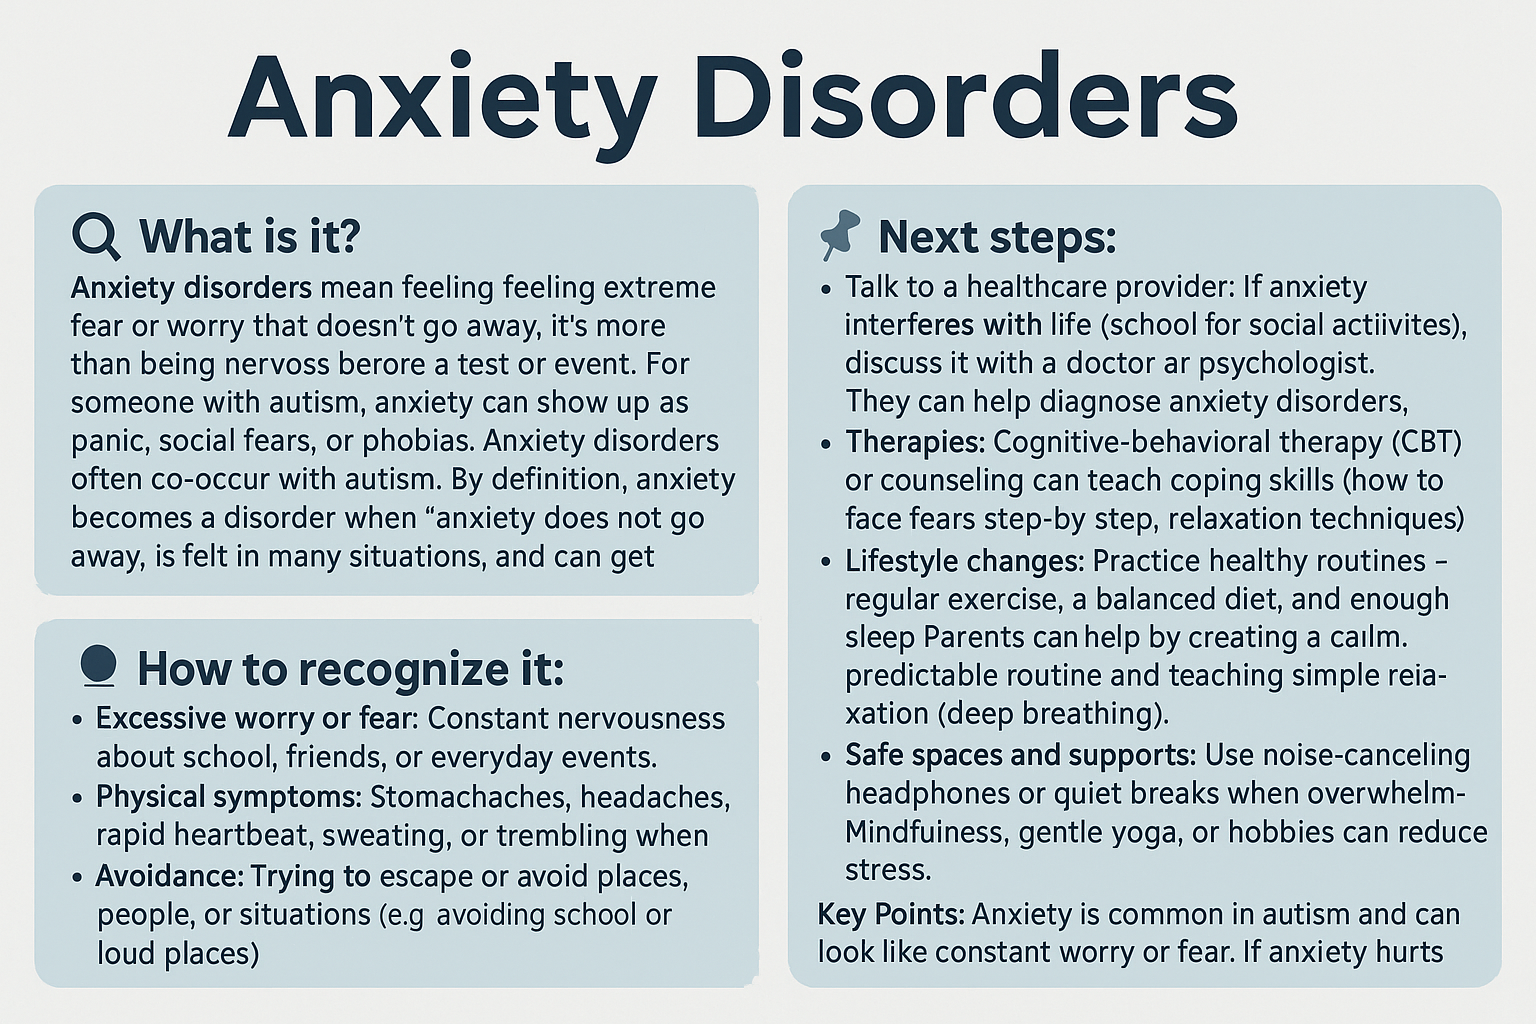 Anxiety Disorders
What is it?
Anxiety disorders mean feeling feeling extreme
fear or worry that doesn't go away, it's more
than being nervoss berore a test or event. For
someone with autism, anxiety can show up as
panic, social fears, or phobias. Anxiety disorders
often co-occur with autism. By definition, anxiety
becomes a disorder when “anxiety does not go
away, is felt in many situations, and can get
How to recognize it:
• Excessive worry or fear: Constant nervousness
about school, friends, or everyday events.
• Physical symptoms: Stomachaches, headaches,
rapid heartbeat, sweating, or trembling when
• Avoidance: Trying to escape or avoid places,
people, or situations (e.g avoiding school or
loud places)
Next steps:
• Talk to a healthcare provider: If anxiety
interferes with life (school for social actiivites),
discuss it with a doctor ar psychologist.
They can help diagnose anxiety disorders,
• Therapies: Cognitive-behavioral therapy (CBT)
or counseling can teach coping skills (how to
face fears step-by step, relaxation techniques)
• Lifestyle changes: Practice healthy routines –
regular exercise, a balanced diet, and enough
sleep Parents can help by creating a caılm.
predictable routine and teaching simple reia-
xation (deep breathing).
• Safe spaces and supports: Use noise-canceling
headphones or quiet breaks when overwhelm-
Mindfuiness, gentle yoga, or hobbies can reduce
stress.
Key Points: Anxiety is common in autism and can
look like constant worry or fear. If anxiety hurts